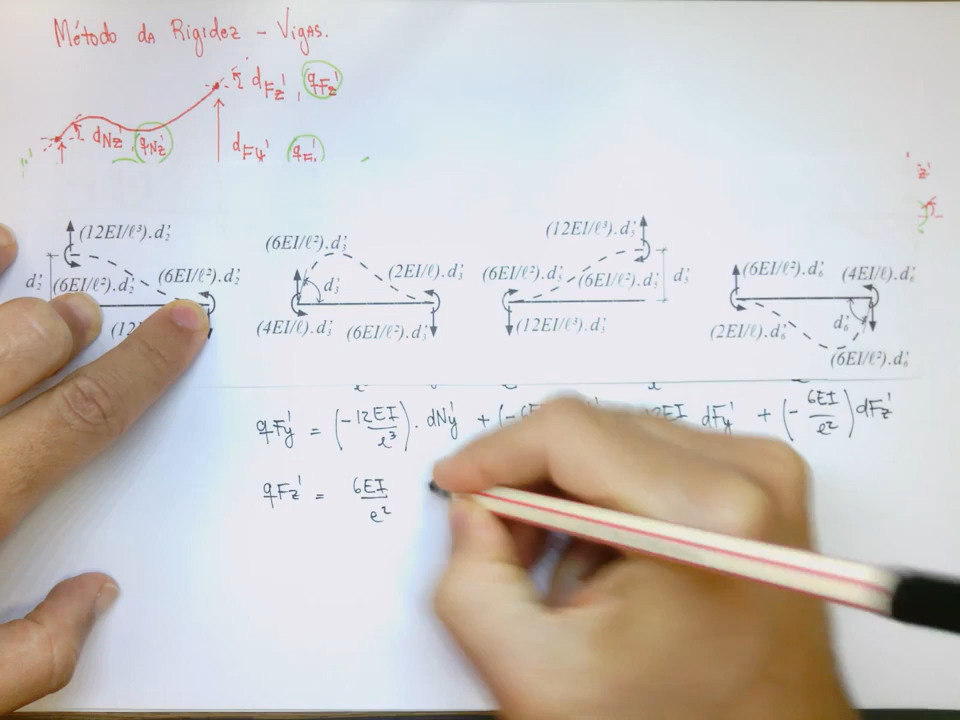 Método da Rigidez - Vigas.
dFz', qFz'
dNz', qNz'
dFy'
z'
(12EI/ℓ³).d₂'
d₂' (6EI/ℓ²).d₂' (6EI/ℓ²).d₂'
(6EI/ℓ²).d₃'
d₃' (2EI/ℓ).d₃'
(4EI/ℓ).d₃' (6EI/ℓ²).d₃'
(12EI/ℓ³).d₅'
(6EI/ℓ²).d₅' (6EI/ℓ²).d₅' d₅'
(12EI/ℓ³).d₅'
(6EI/ℓ²).d₆' (4EI/ℓ).d₆'
(2EI/ℓ).d₆' d₆'
(6EI/ℓ²).d₆'
qFy' = (-12EI/ℓ³) . dNy' + dFy' + (-6EI/ℓ²) dFz'
qFz' = 6EI/ℓ²